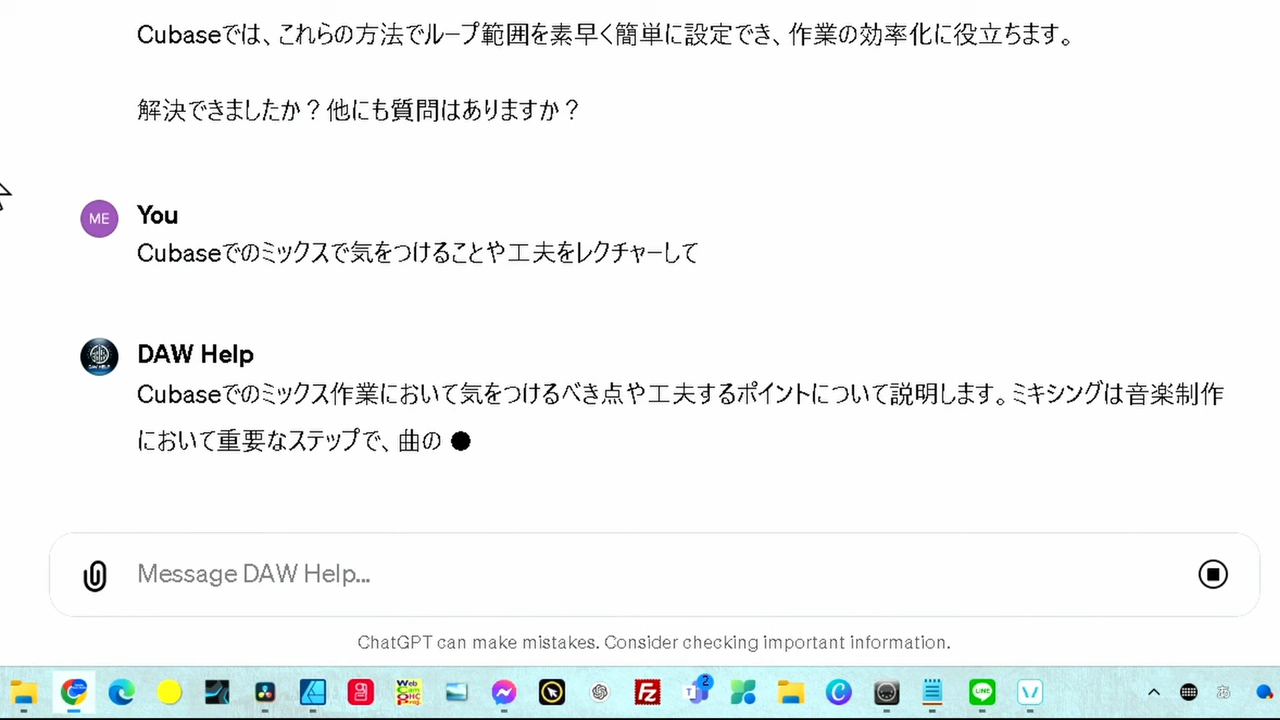 Cubaseでは、これらの方法でループ範囲を素早く簡単に設定でき、作業の効率化に役立ちます。
解決できましたか？他にも質問はありますか？
ME
You
Cubaseでのミックスで気をつけることや工夫をレクチャーして
DAW Help
Cubaseでのミックス作業において気をつけるべき点や工夫するポイントについて説明します。ミキシングは音楽制作
において重要なステップで、曲の
Message DAW Help...
ChatGPT can make mistakes. Consider checking important information.
2
LINE
あ